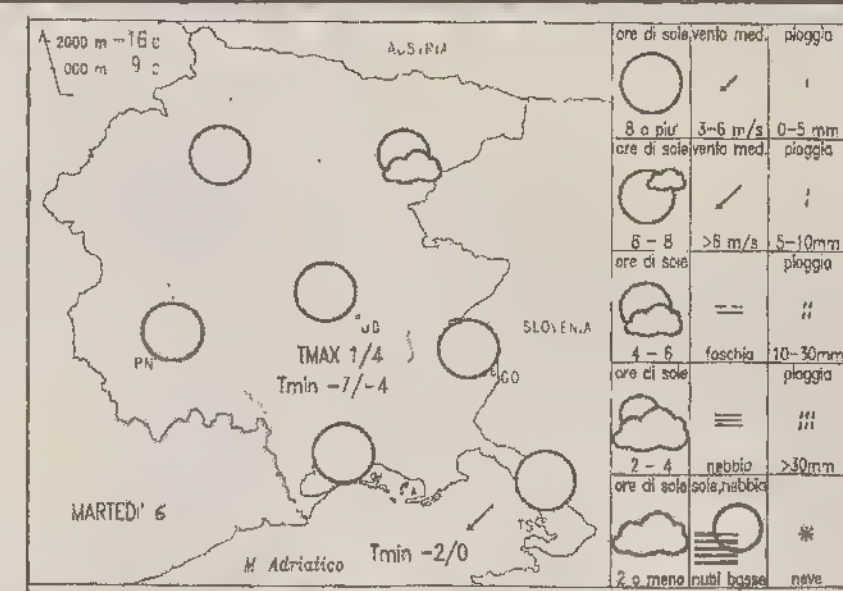 2000 m -16 c
000 m 9 c
AUSTRIA
UD
SLOVENIA
PN
TMAX 1/4
GO
Tmin -7/-4
MARTEDI' 6
TS
M Adriatico
Tmin -2/0
ore di sole vento med. pioggia
8 o piu' 3-6 m/s 0-5 mm
ore di sole vento med. pioggia
6 - 8 >6 m/s 5-10mm
ore di sole pioggia
4 - 6 foschia 10-30mm
ore di sole pioggia
2 - 4 nebbia >30mm
ore di sole sole,nebbia
2 o meno nubi basse neve